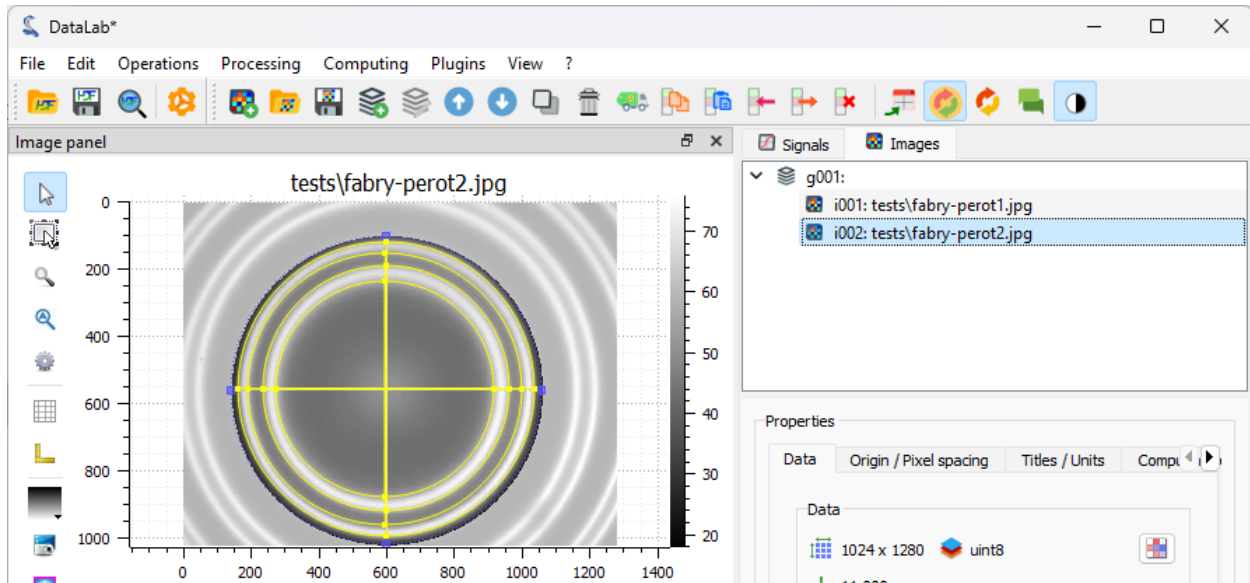 DataLab*
File Edit Operations Processing Computing Plugins View ?
Image panel
Signals
Images
tests\fabry-perot2.jpg
g001:
i001: tests\fabry-perot1.jpg
i002: tests\fabry-perot2.jpg
0
200
400
600
800
1000
0 200 400 600 800 1000 1200 1400
70
60
50
40
30
20
Properties
Data Origin / Pixel spacing Titles / Units
Data
1024 x 1280 uint8